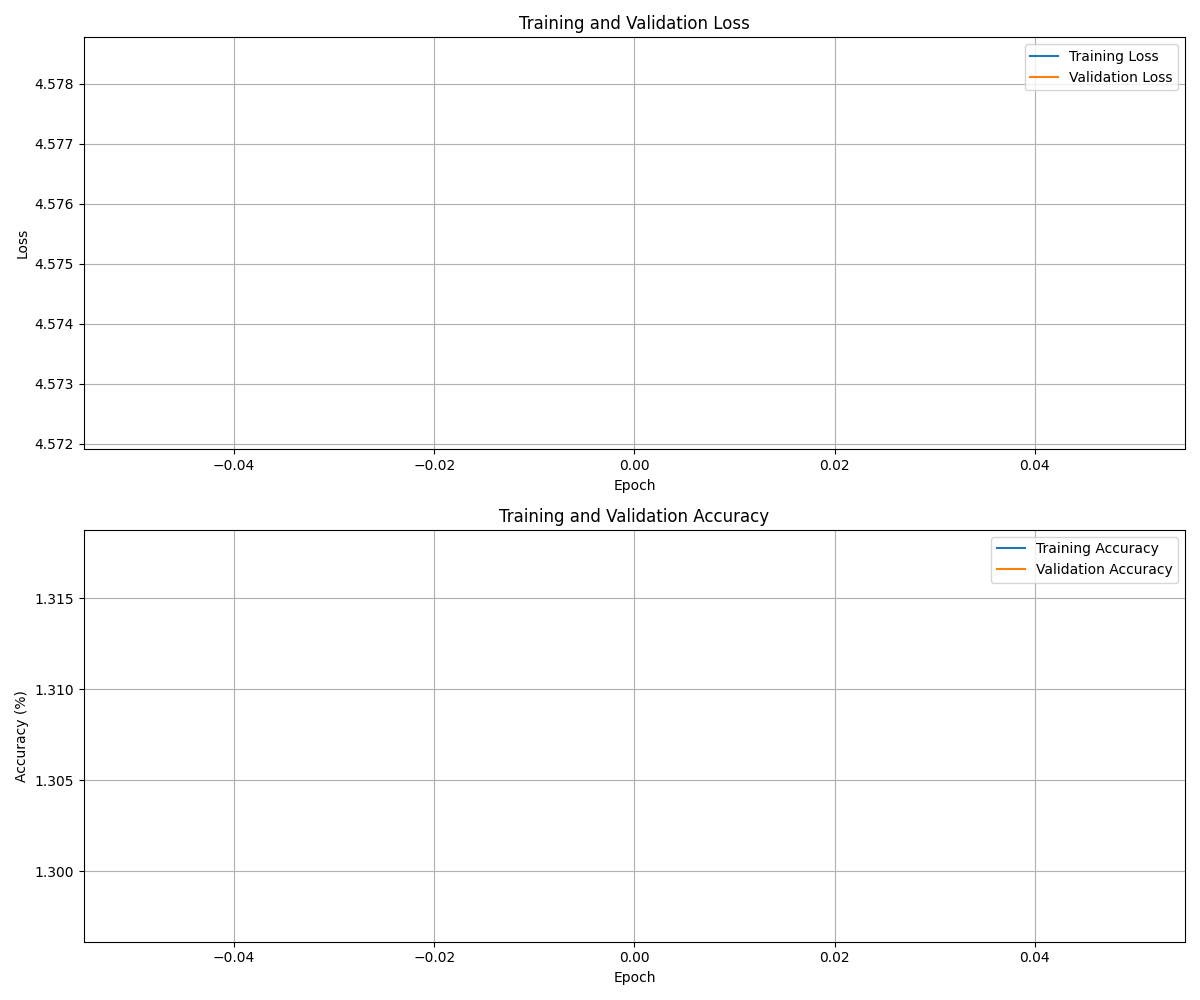 Training and Validation Loss
Training Loss
Validation Loss
4.578
4.577
4.576
4.575
4.574
4.573
4.572
Loss
−0.04
−0.02
0.00
0.02
0.04
Epoch
Training and Validation Accuracy
Training Accuracy
Validation Accuracy
1.315
1.310
1.305
1.300
Accuracy (%)
−0.04
−0.02
0.00
0.02
0.04
Epoch